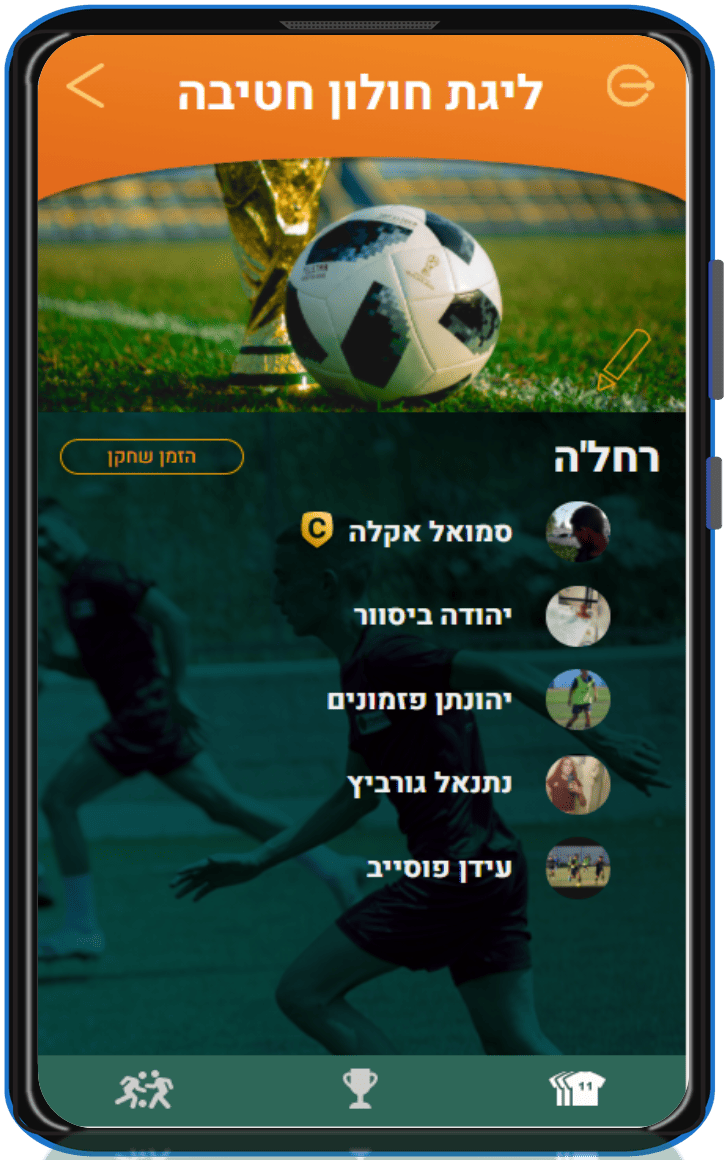 ליגת חולון חטיבה
רחל'ה
הזמן שחקן
סמואל אקלה C
יהודה ביסוור
יהונתן פזמונים
נתנאל גורביץ
עידן פוסייב
11